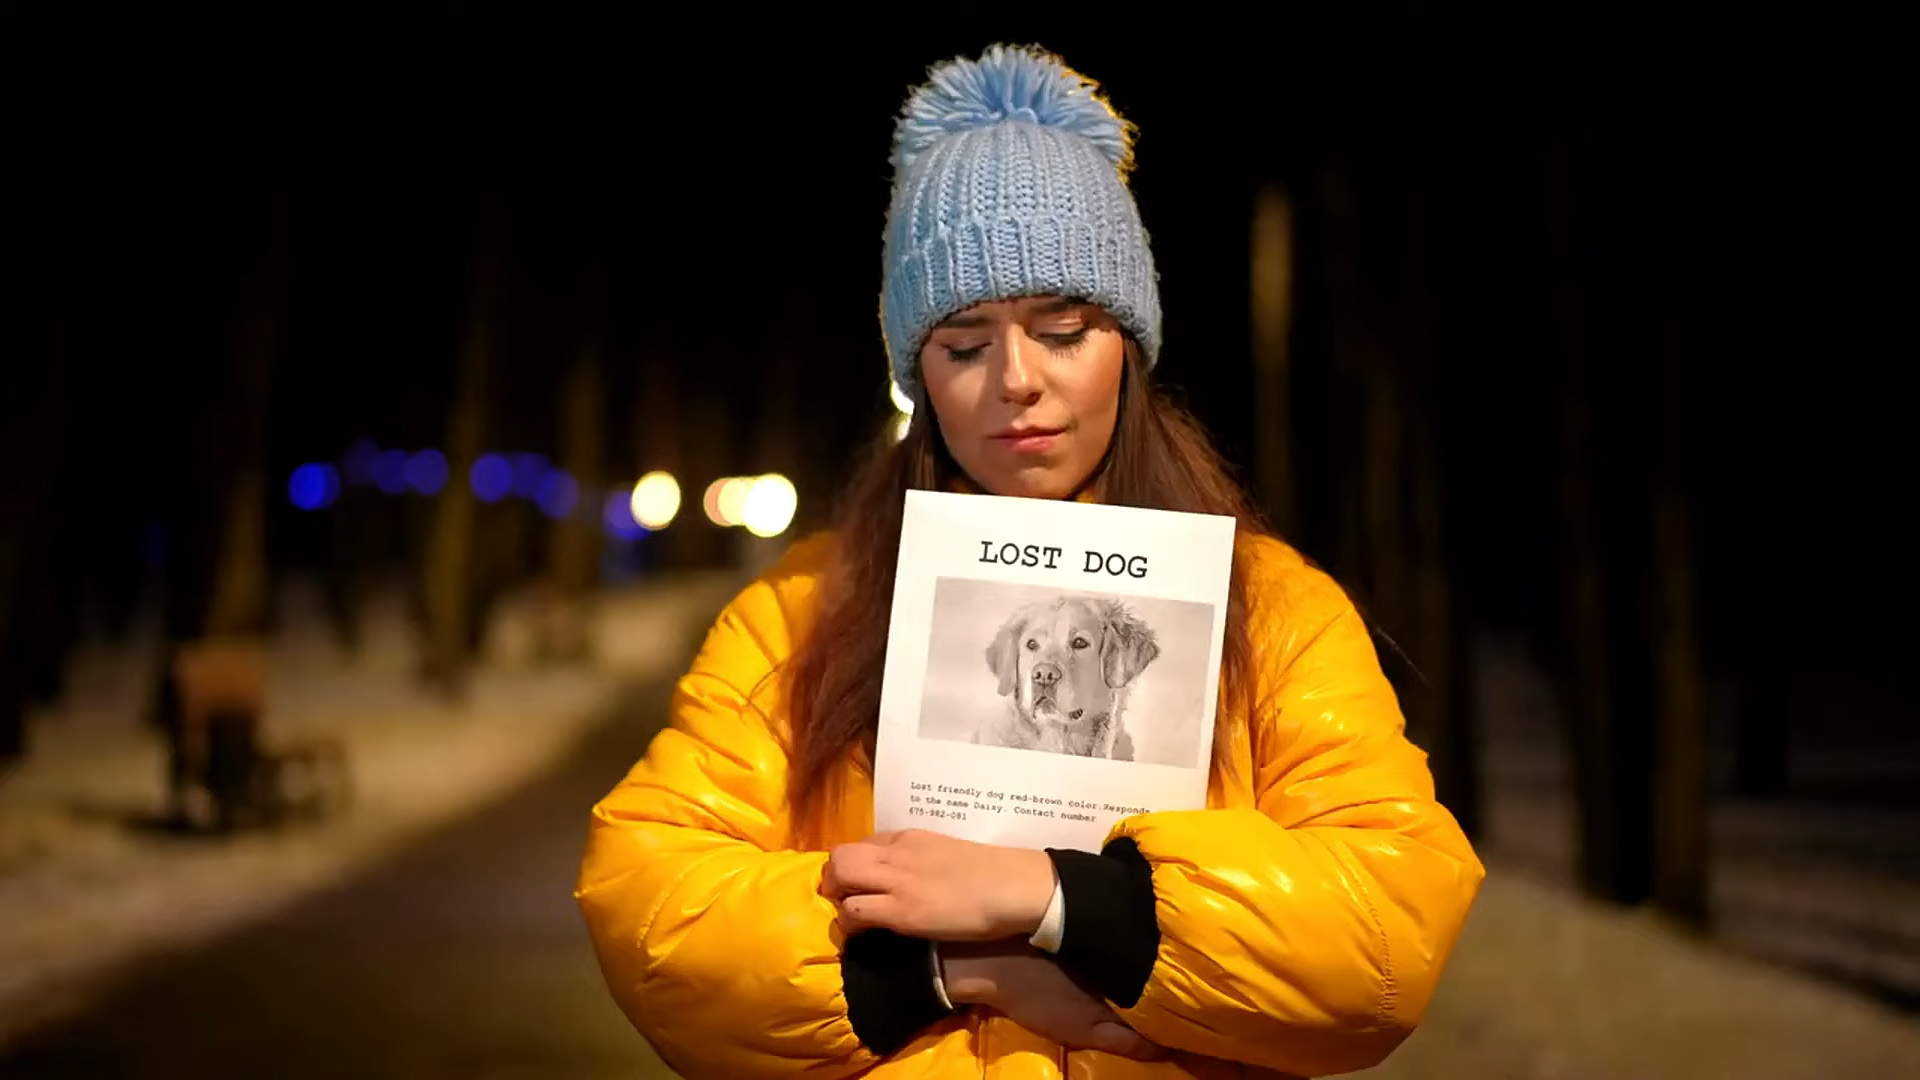 LOST DOG
Lost friendly dog red-brown color.Responds
to the name Daisy. Contact number
675-982-081